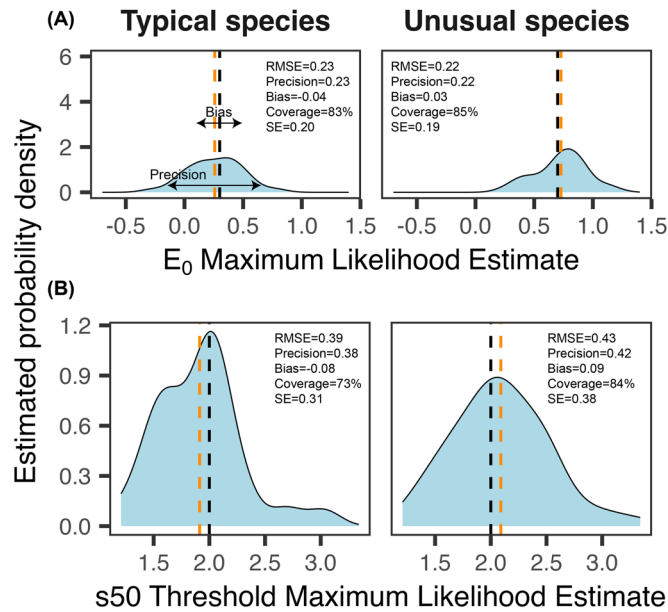 (A) Typical species Unusual species
RMSE=0.23
Precision=0.23
Bias=-0.04
Coverage=83%
SE=0.20
Bias
Precision
RMSE=0.22
Precision=0.22
Bias=0.03
Coverage=85%
SE=0.19
6
4
2
0
-0.5 0.0 0.5 1.0 1.5 -0.5 0.0 0.5 1.0 1.5
E₀ Maximum Likelihood Estimate
Estimated probability density
(B)
RMSE=0.39
Precision=0.38
Bias=-0.08
Coverage=73%
SE=0.31
RMSE=0.43
Precision=0.42
Bias=0.09
Coverage=84%
SE=0.38
1.2
0.9
0.6
0.3
0.0
1.5 2.0 2.5 3.0 1.5 2.0 2.5 3.0
s50 Threshold Maximum Likelihood Estimate